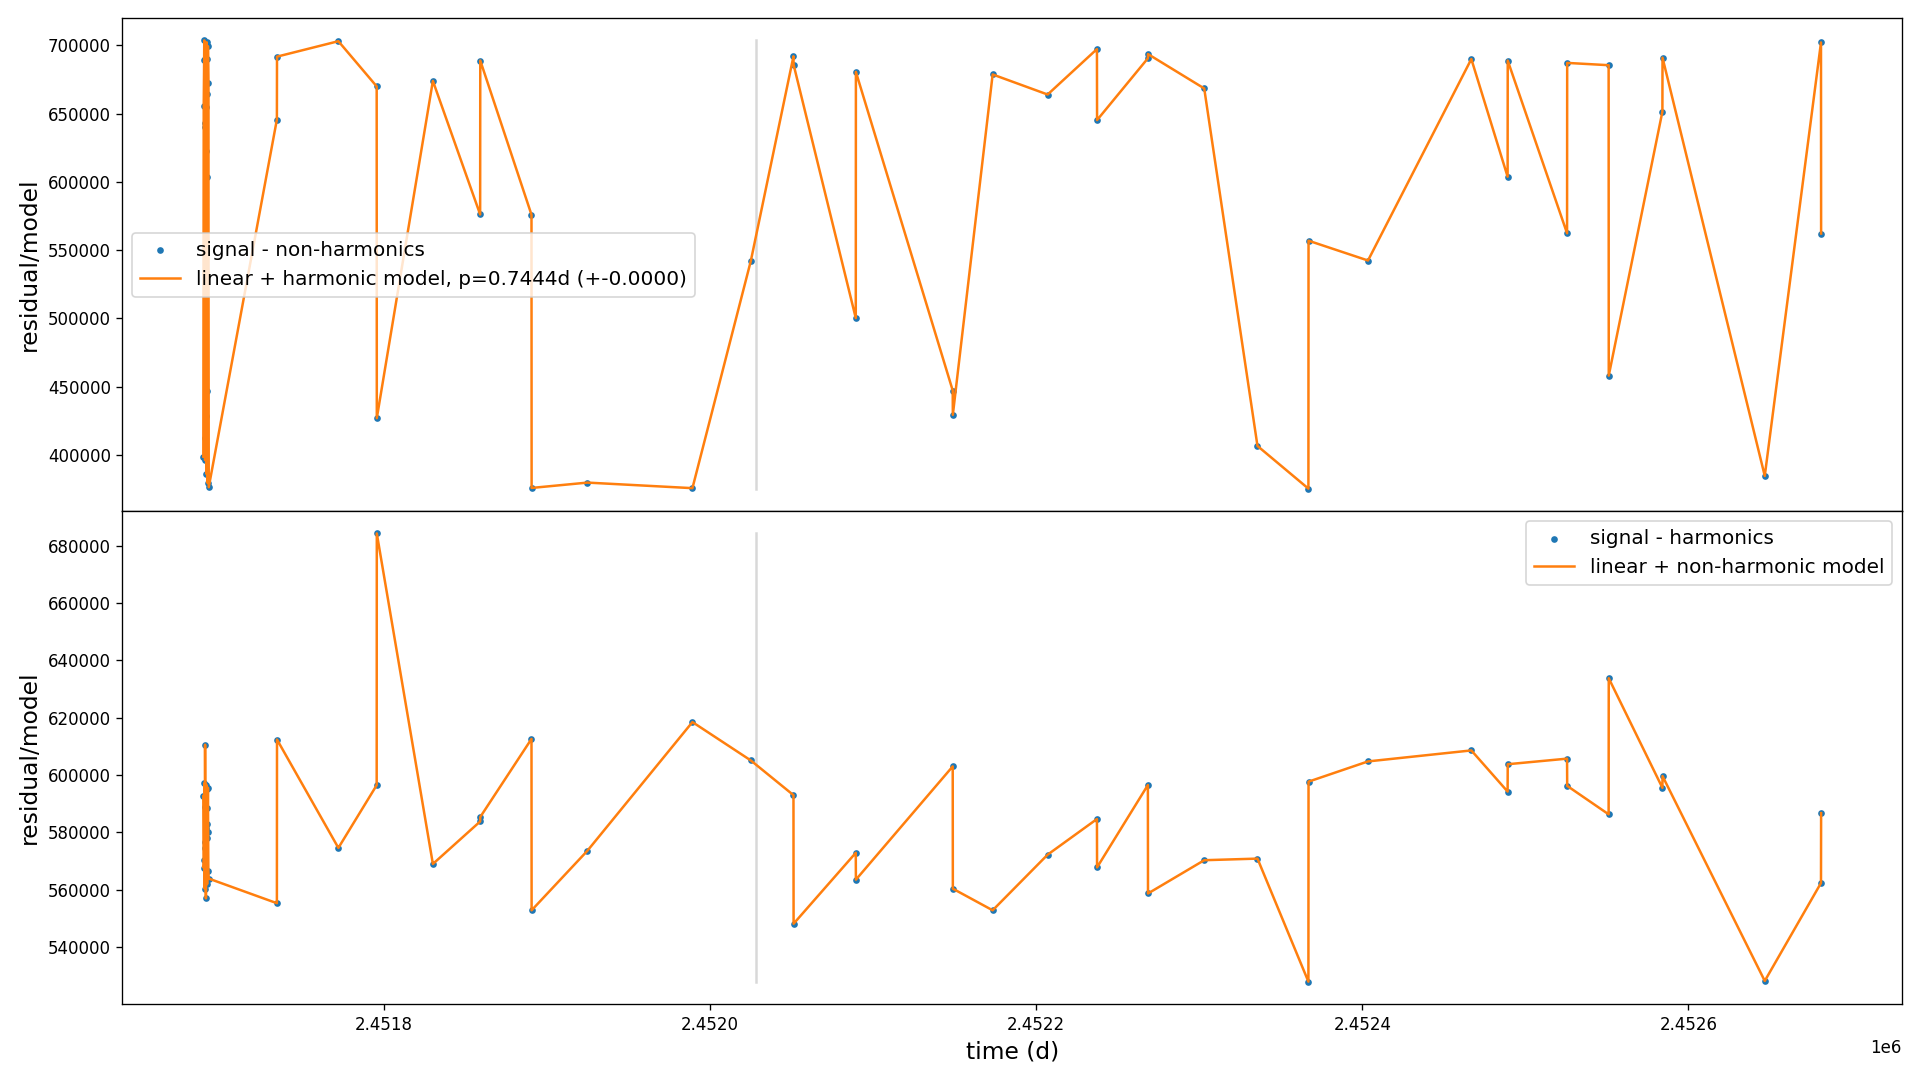 700000
650000
600000
550000
500000
450000
400000
residual/model
signal - non-harmonics
linear + harmonic model, p=0.7444d (+-0.0000)
680000
660000
640000
620000
600000
580000
560000
540000
residual/model
signal - harmonics
linear + non-harmonic model
2.4518
2.4520
2.4522
2.4524
2.4526
1e6
time (d)